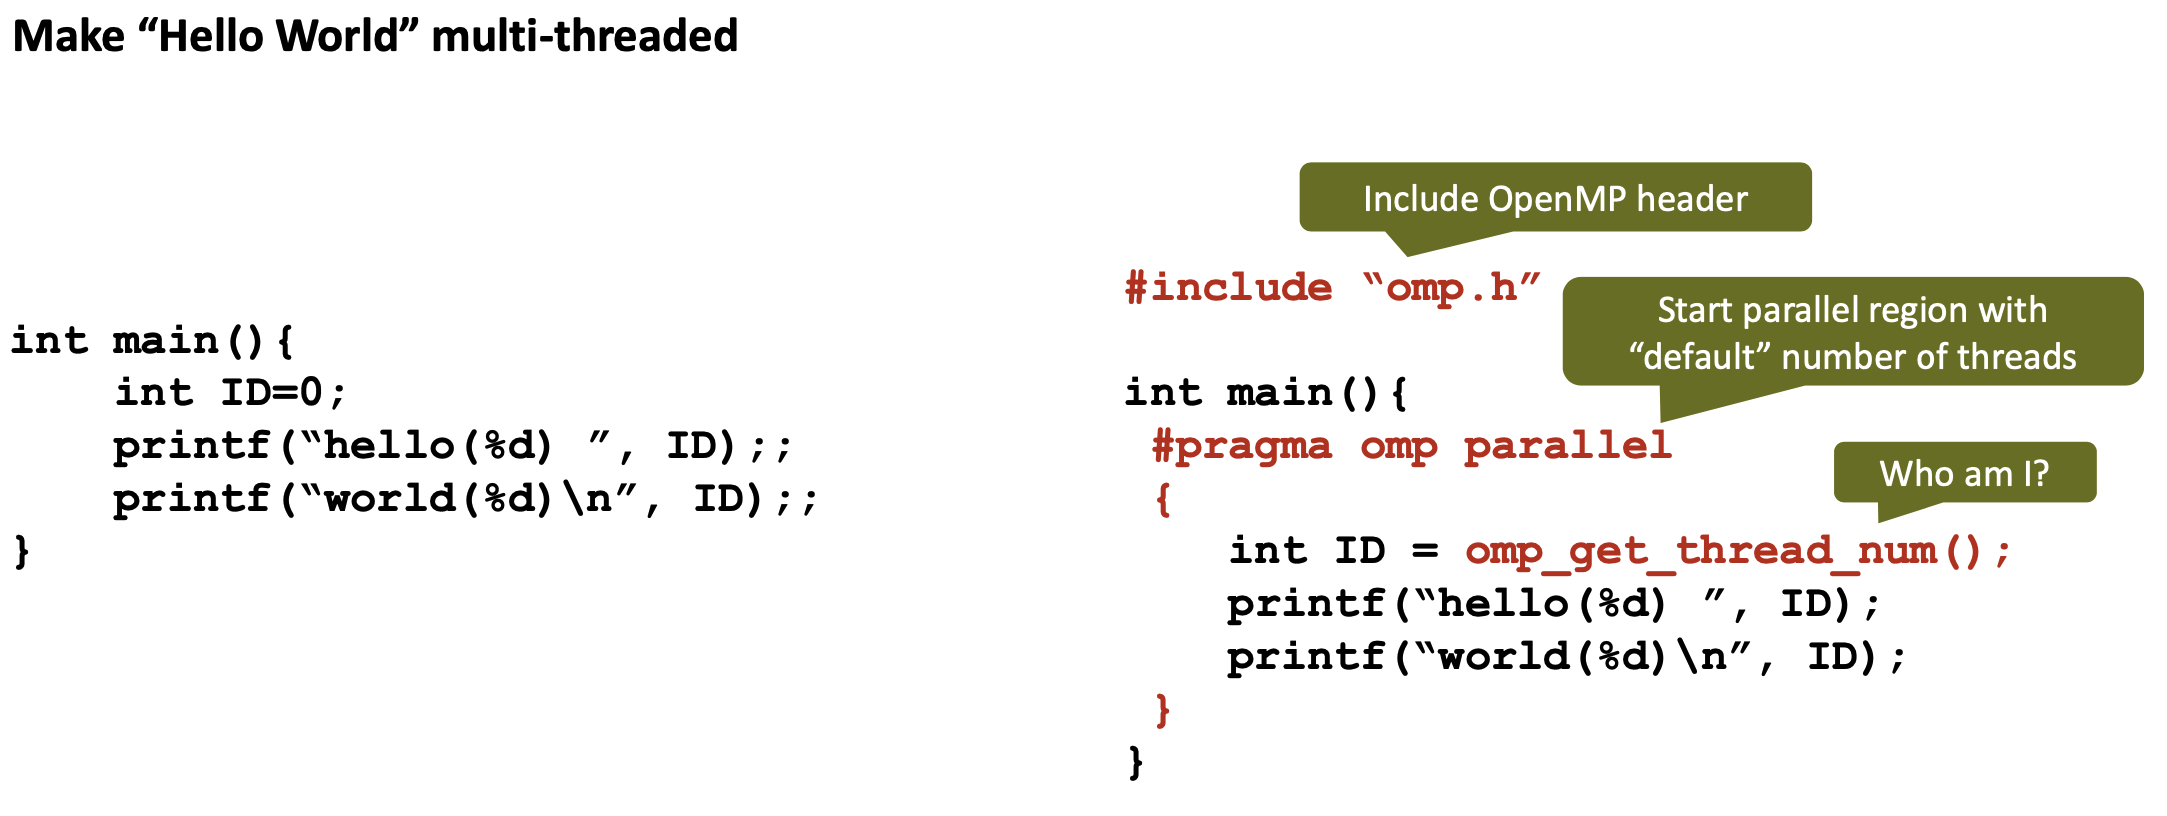 Make “Hello World” multi-threaded
int main(){
int ID=0;
printf(“hello(%d) ”, ID);;
printf(“world(%d)\n”, ID);;
}
Include OpenMP header
#include “omp.h”
Start parallel region with
“default” number of threads
int main(){
#pragma omp parallel
Who am I?
{
int ID = omp_get_thread_num();
printf(“hello(%d) ”, ID);
printf(“world(%d)\n”, ID);
}
}